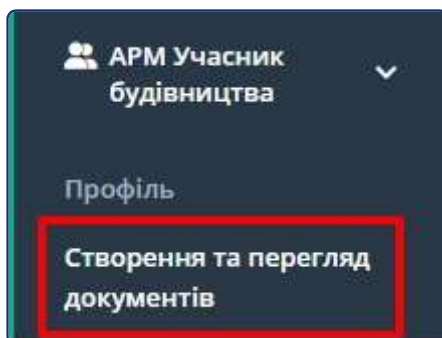 АРМ Учасник
будівництва
Профіль
Створення та перегляд
документів